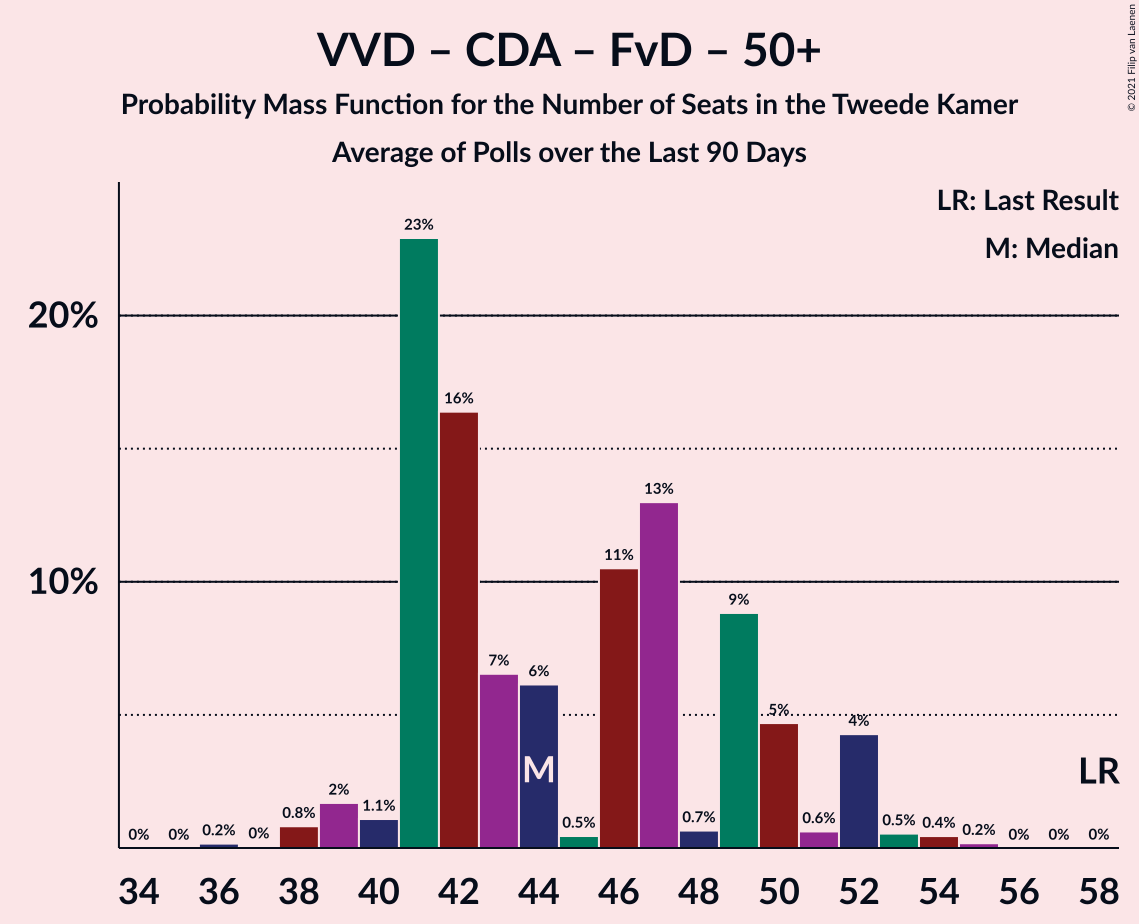 VVD – CDA – FvD – 50+
Probability Mass Function for the Number of Seats in the Tweede Kamer
Average of Polls over the Last 90 Days
© 2021 Filip van Laenen
LR: Last Result
M: Median
20%
10%
0% 0% 0.2% 0% 0.8% 2% 1.1% 23% 16% 7% 6% 0.5% 11% 13% 0.7% 9% 5% 0.6% 4% 0.5% 0.4% 0.2% 0% 0% 0%
M
LR
34 36 38 40 42 44 46 48 50 52 54 56 58